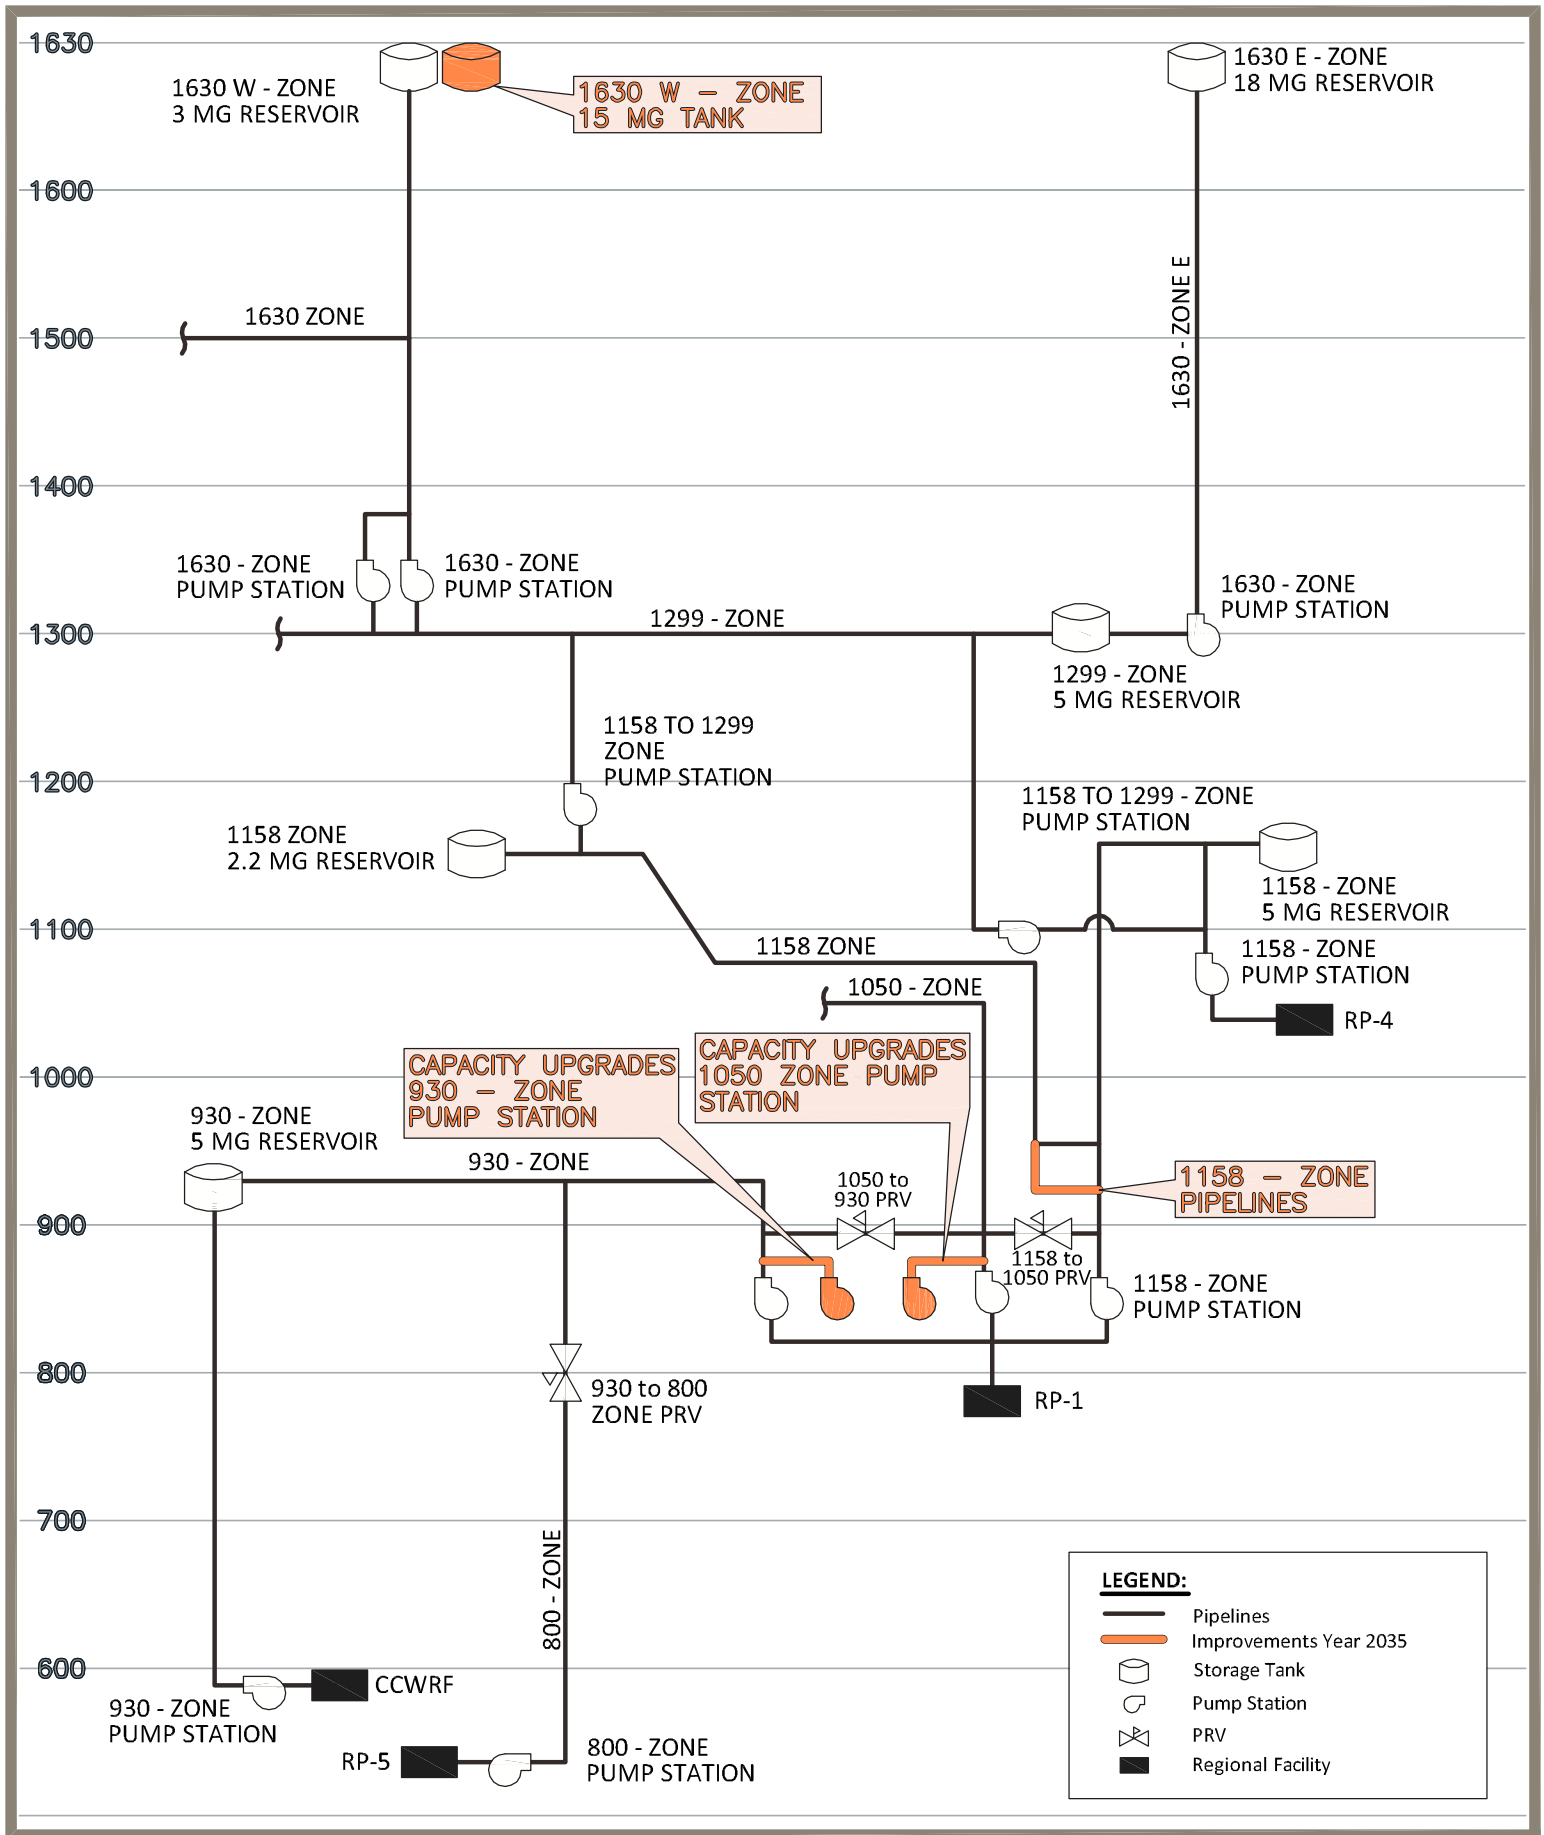 1630
1630 W - ZONE
3 MG RESERVOIR
1630 W - ZONE
15 MG TANK
1630 E - ZONE
18 MG RESERVOIR
1600
1630 - ZONE E
1630 ZONE
1500
1400
1630 - ZONE
PUMP STATION
1630 - ZONE
PUMP STATION
1630 - ZONE
PUMP STATION
1300
1299 - ZONE
1299 - ZONE
5 MG RESERVOIR
1158 TO 1299
ZONE
PUMP STATION
1200
1158 TO 1299 - ZONE
PUMP STATION
1158 ZONE
2.2 MG RESERVOIR
1158 - ZONE
5 MG RESERVOIR
1100
1158 ZONE
1158 - ZONE
PUMP STATION
1050 - ZONE
RP-4
CAPACITY UPGRADES
1050 ZONE PUMP
STATION
CAPACITY UPGRADES
930 - ZONE
PUMP STATION
1000
930 - ZONE
5 MG RESERVOIR
930 - ZONE
1050 to
930 PRV
1158 - ZONE
PIPELINES
900
1158 to
1050 PRV
1158 - ZONE
PUMP STATION
800
930 to 800
ZONE PRV
RP-1
700
800 - ZONE
600
CCWRF
930 - ZONE
PUMP STATION
RP-5
800 - ZONE
PUMP STATION
LEGEND:
Pipelines
Improvements Year 2035
Storage Tank
Pump Station
PRV
Regional Facility